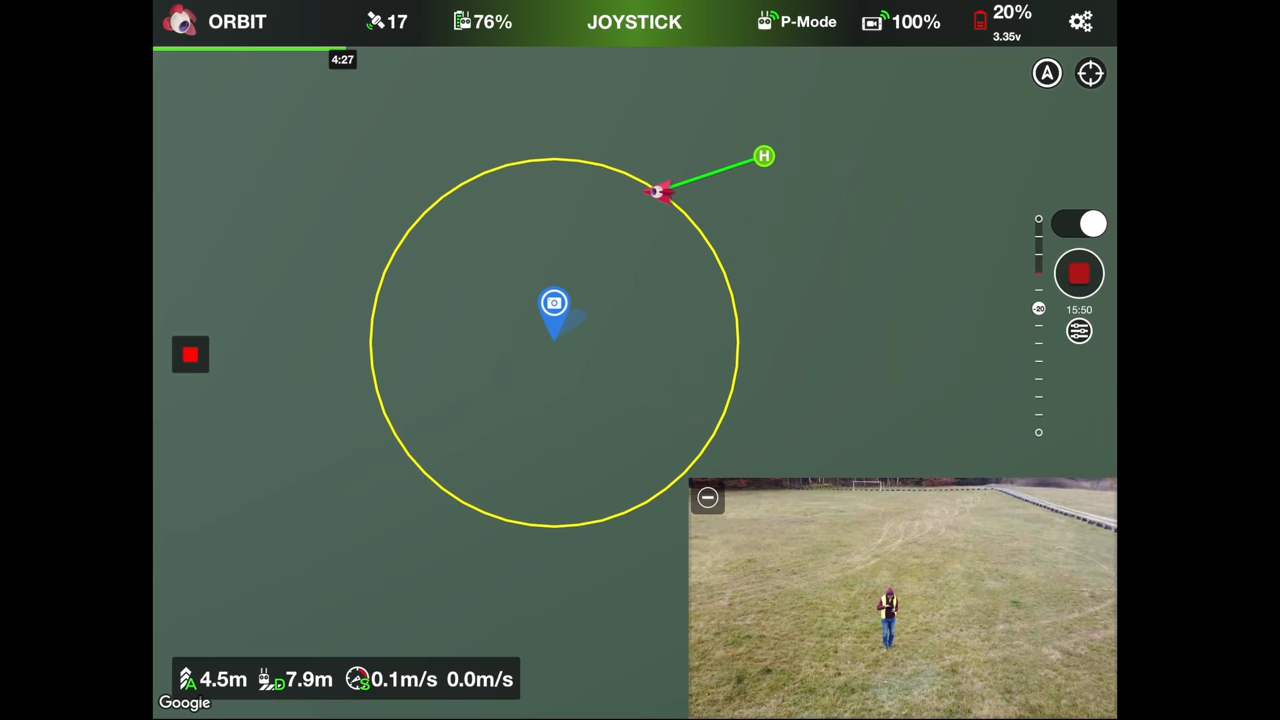 ORBIT
17
76%
JOYSTICK
P-Mode
100%
20%
3.35v
4:27
A
H
-20
15:50
A 4.5m D 7.9m S 0.1m/s 0.0m/s
Google